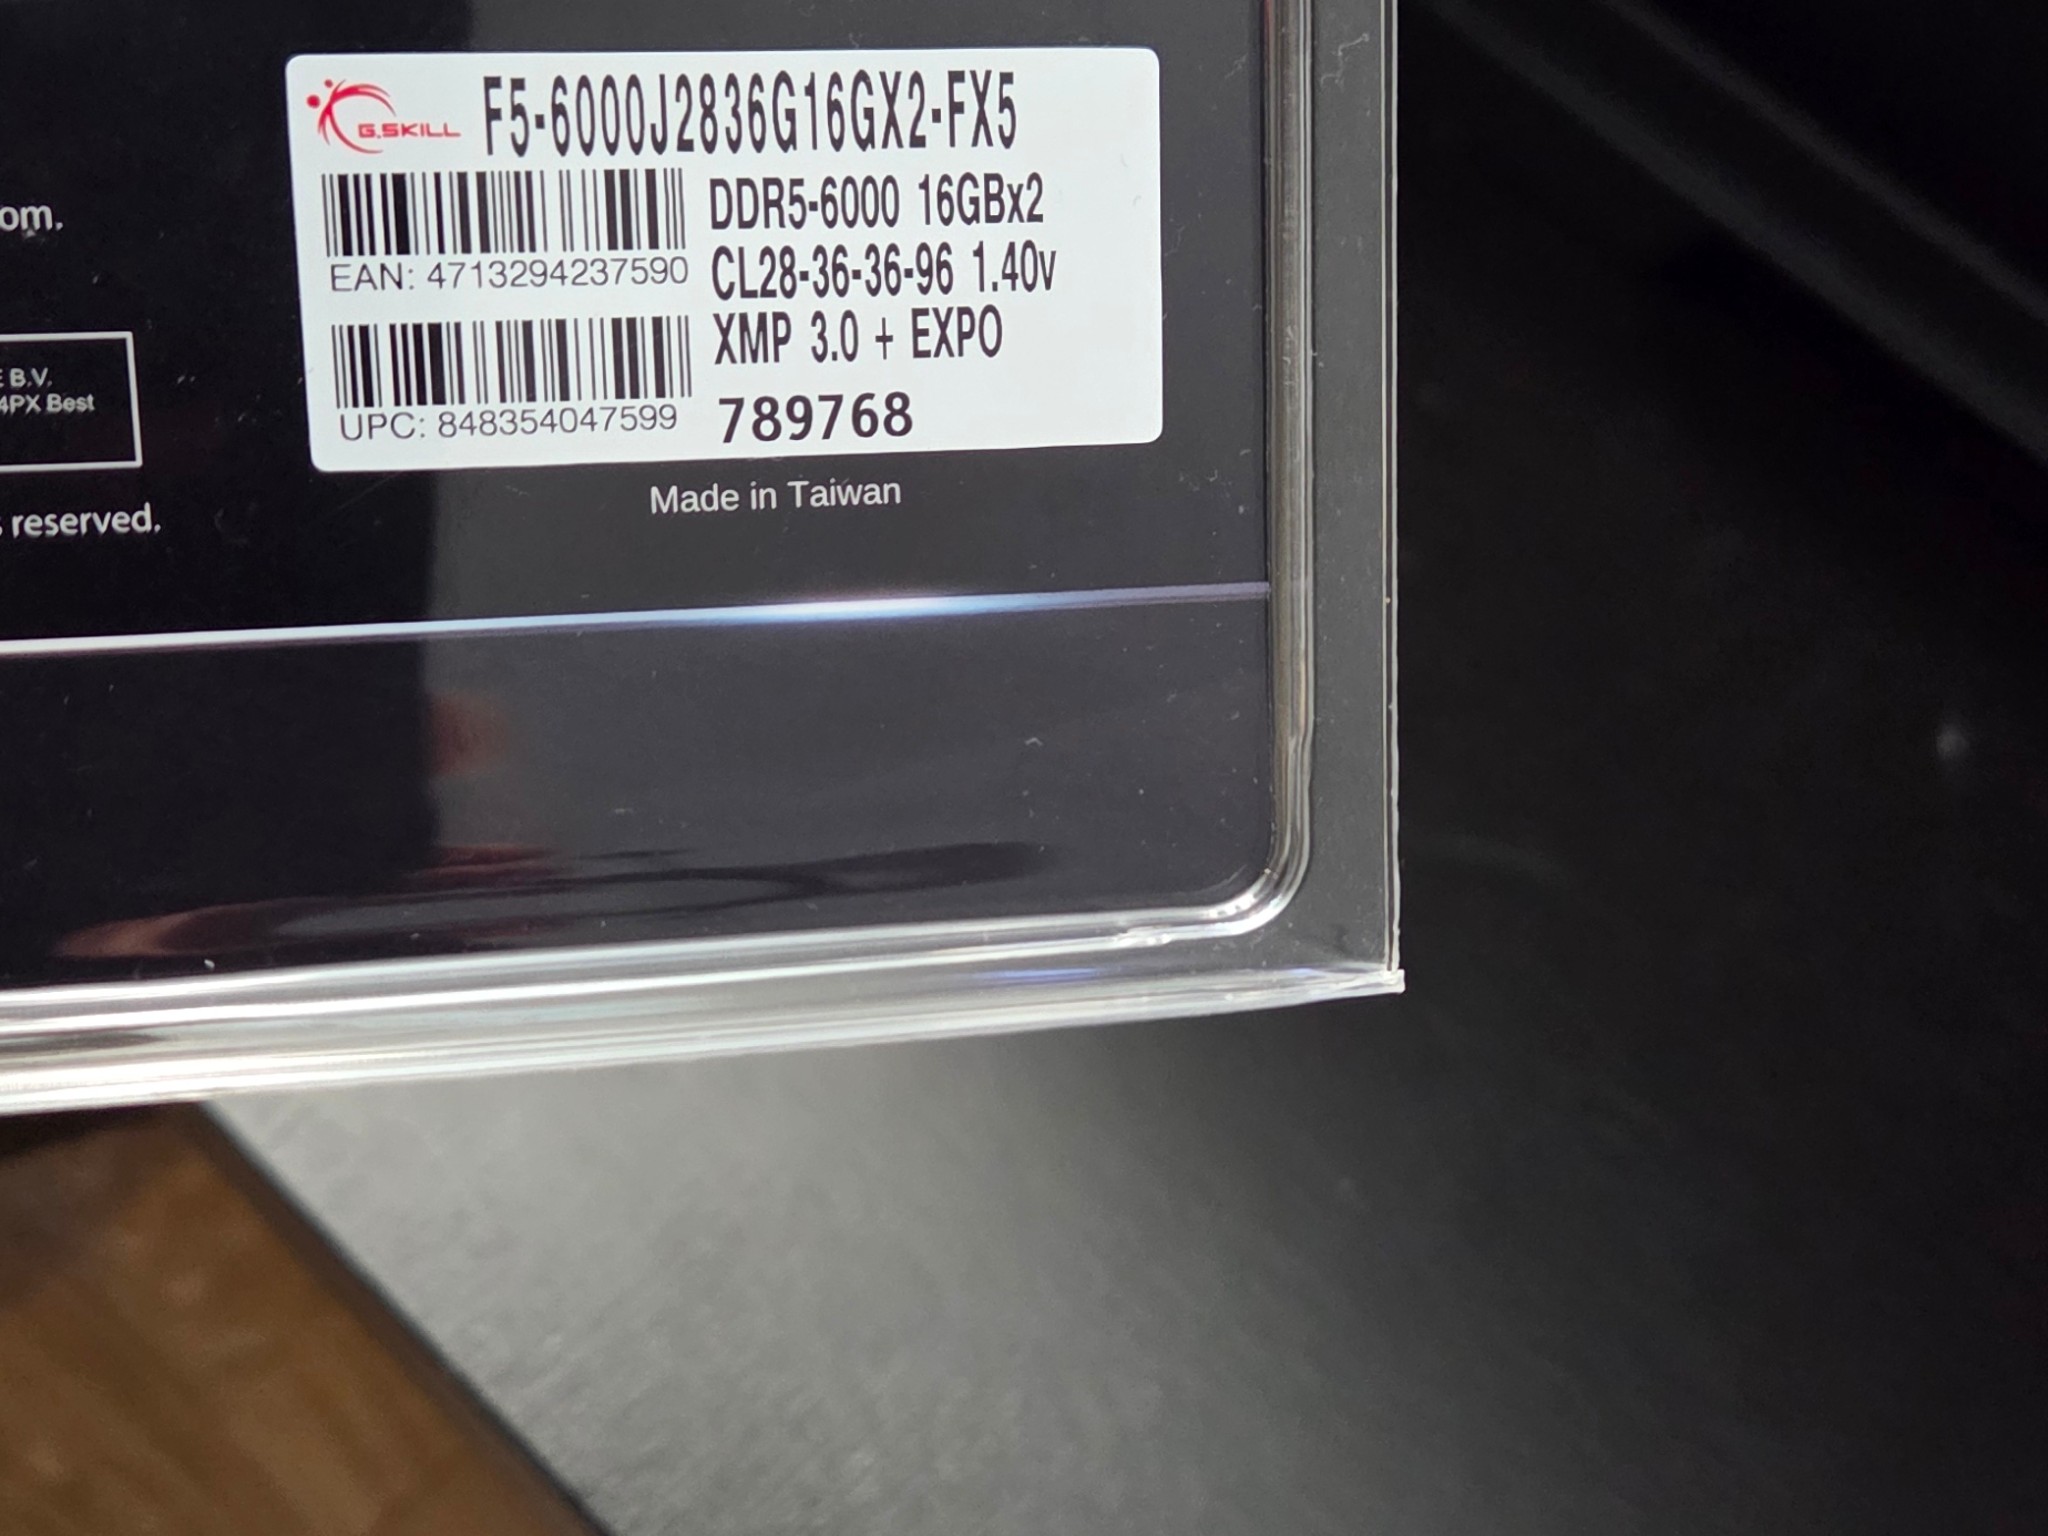 G.SKILL F5-6000J2836G16GX2-FX5
DDR5-6000 16GBx2
EAN: 4713294237590
CL28-36-36-96 1.40v
XMP 3.0 + EXPO
UPC: 848354047599
789768
Made in Taiwan
om.
B.V.
4PX Best
reserved.